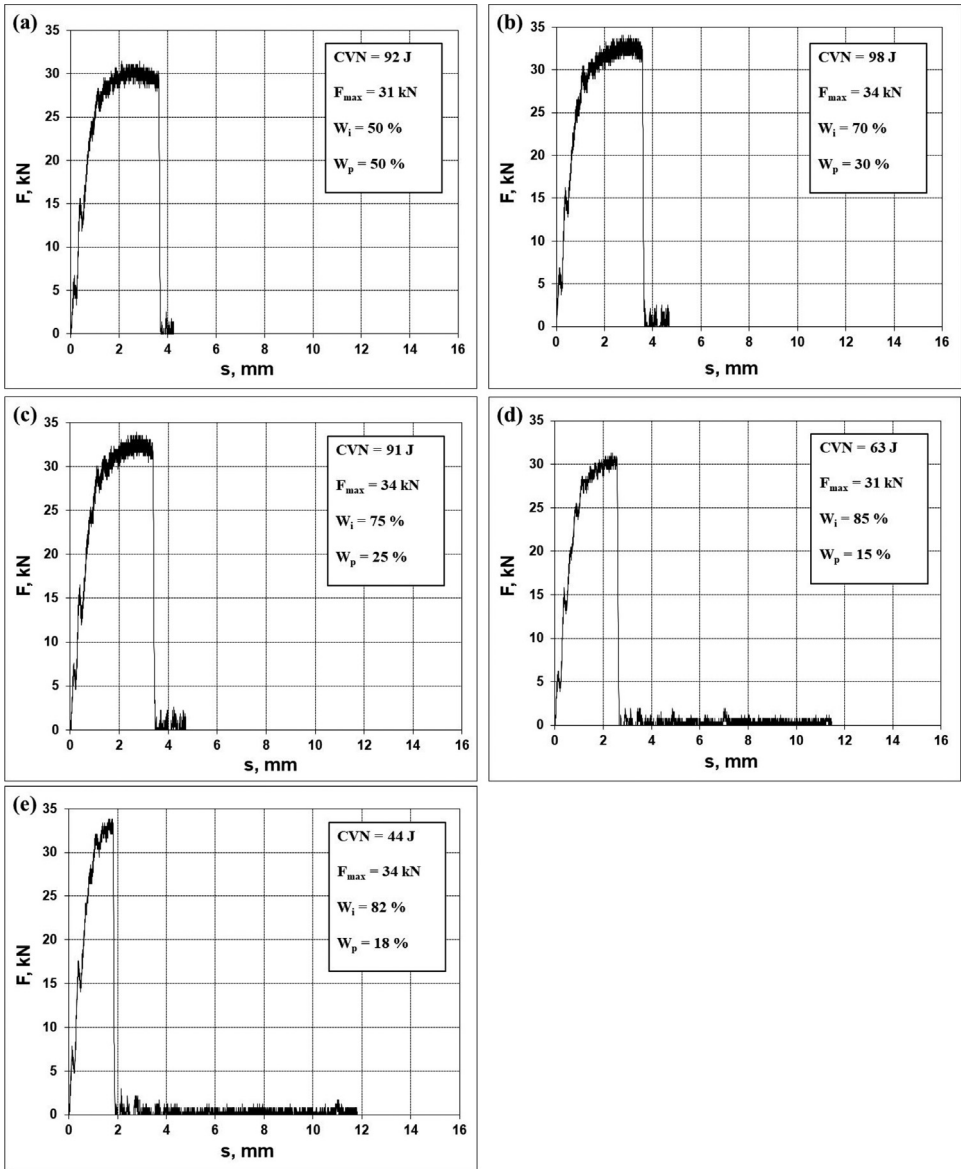 (a)
CVN = 92 J
Fmax = 31 kN
Wi = 50 %
Wp = 50 %
F, kN
35
30
25
20
15
10
5
0
0 2 4 6 8 10 12 14 16
s, mm
(b)
CVN = 98 J
Fmax = 34 kN
Wi = 70 %
Wp = 30 %
F, kN
35
30
25
20
15
10
5
0
0 2 4 6 8 10 12 14 16
s, mm
(c)
CVN = 91 J
Fmax = 34 kN
Wi = 75 %
Wp = 25 %
F, kN
35
30
25
20
15
10
5
0
0 2 4 6 8 10 12 14 16
s, mm
(d)
CVN = 63 J
Fmax = 31 kN
Wi = 85 %
Wp = 15 %
F, kN
35
30
25
20
15
10
5
0
0 2 4 6 8 10 12 14 16
s, mm
(e)
CVN = 44 J
Fmax = 34 kN
Wi = 82 %
Wp = 18 %
F, kN
35
30
25
20
15
10
5
0
0 2 4 6 8 10 12 14 16
s, mm